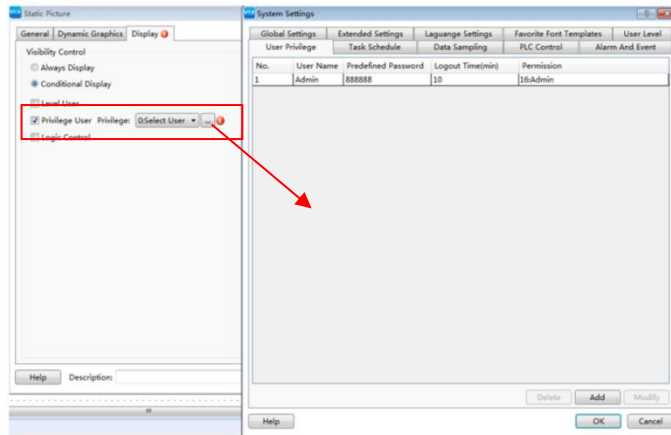 Static Picture
General Dynamic Graphics Display
Visibility Control
Always Display
Conditional Display
Level User
Privilege User Privilege: 0:Select User ...
Logic Control
Help Description:
System Settings
Global Settings Extended Settings Laguange Settings Favorite Font Templates User Level
User Privilege Task Schedule Data Sampling PLC Control Alarm And Event
No. User Name Predefined Password Logout Time(min) Permission
1 Admin 888888 10 16:Admin
Delete Add Modify
Help OK Cancel